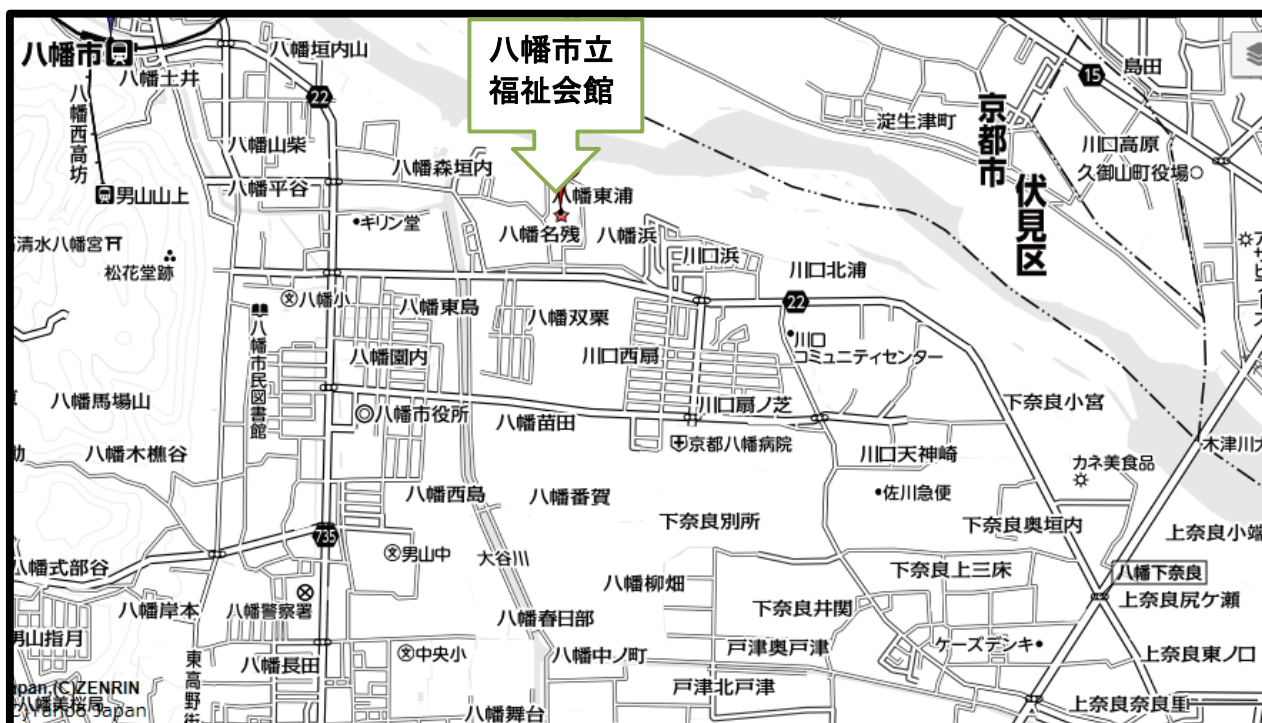 八幡市
八幡垣内山
八幡土井
22
八幡西高坊
八幡山柴
八幡平谷
男山山上
清水八幡宮
松花堂跡
八幡市立
福祉会館
八幡森垣内
キリン堂
八幡東浦
八幡名残
八幡浜
川口浜
川口北浦
22
京都市
伏見区
淀生津町
15
島田
川口高原
久御山町役場
八幡小
八幡東島
八幡双栗
八幡市民図書館
八幡園内
川口西扇
川口
コミュニティセンター
八幡馬場山
八幡市役所
八幡苗田
川口扇ノ芝
下奈良小宮
八幡木樵谷
京都八幡病院
川口天神崎
カネ美食品
木津川大
八幡西島
八幡番賀
佐川急便
下奈良別所
下奈良奥垣内
上奈良小端
735
男山中
大谷川
八幡式部谷
八幡柳畑
下奈良上三床
八幡下奈良
八幡岸本
八幡警察署
八幡春日部
下奈良井関
上奈良尻ケ瀬
男山指月
八幡長田
中央小
八幡中ノ町
戸津奥戸津
ケーズデンキ
上奈良東ノ口
東高野街
戸津北戸津
上奈良奈良里
八幡舞台
apan,(C)ZENRIN
八幡美桜局
(C)Yahoo Japan